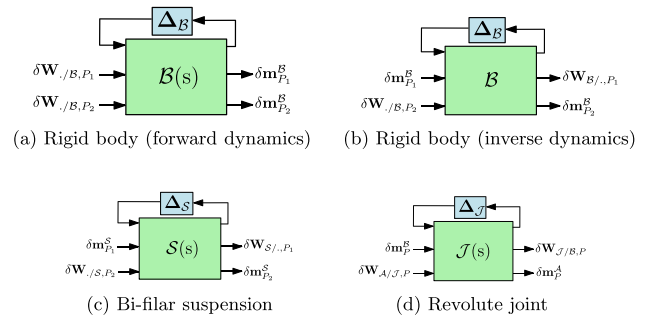 Δ_B
Δ_B
δW_{./B,P_1}
B(s)
δm^B_{P_1}
δW_{./B,P_2}
δm^B_{P_2}
δm^B_{P_1}
B
δW_{B/.,P_1}
δW_{./B,P_2}
δm^B_{P_2}
(a) Rigid body (forward dynamics)
(b) Rigid body (inverse dynamics)
Δ_S
Δ_J
δm^S_{P_1}
S(s)
δW_{S/.,P_1}
δW_{./S,P_2}
δm^S_{P_2}
δm^B_P
J(s)
δW_{J/B,P}
δW_{A/J,P}
δm^A_P
(c) Bi-filar suspension
(d) Revolute joint